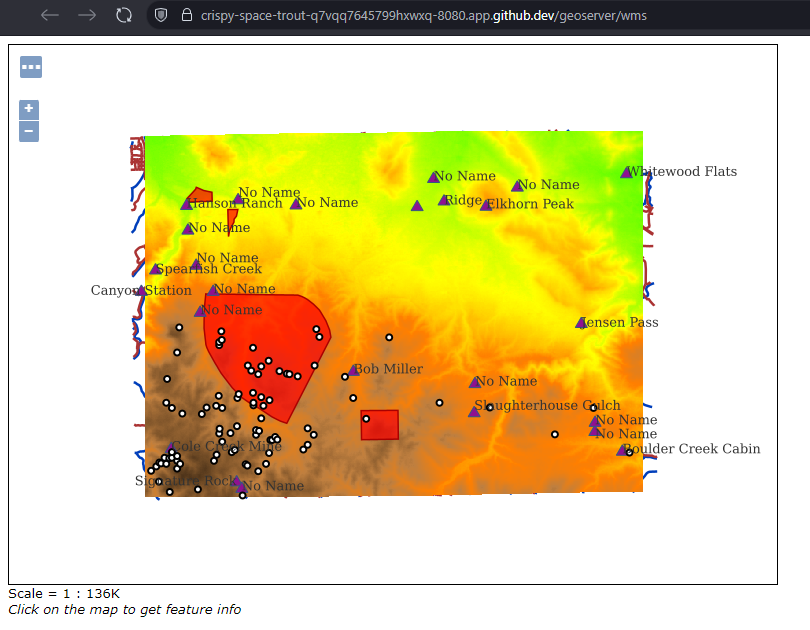 crispy-space-trout-q7vqq7645799hxwxq-8080.app.github.dev/geoserver/wms
+
−
No Name
Whitewood Flats
No Name
No Name
Hanson Ranch
No Name
Ridge
Elkhorn Peak
No Name
No Name
Spearfish Creek
Canyon Station
No Name
No Name
Jensen Pass
Bob Miller
No Name
Slaughterhouse Gulch
No Name
No Name
Cole Creek Mine
Boulder Creek Cabin
Signature Rock
No Name
Scale = 1 : 136K
Click on the map to get feature info